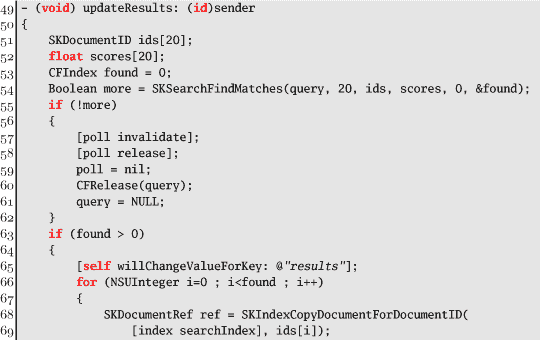 49 - (void) updateResults: (id)sender
50 {
51 SKDocumentID ids[20];
52 float scores[20];
53 CFIndex found = 0;
54 Boolean more = SKSearchFindMatches(query, 20, ids, scores, 0, &found);
55 if (!more)
56 {
57 [poll invalidate];
58 [poll release];
59 poll = nil;
60 CFRelease(query);
61 query = NULL;
62 }
63 if (found > 0)
64 {
65 [self willChangeValueForKey: @"results"];
66 for (NSUInteger i=0 ; i<found ; i++)
67 {
68 SKDocumentRef ref = SKIndexCopyDocumentForDocumentID(
69 [index searchIndex], ids[i]);